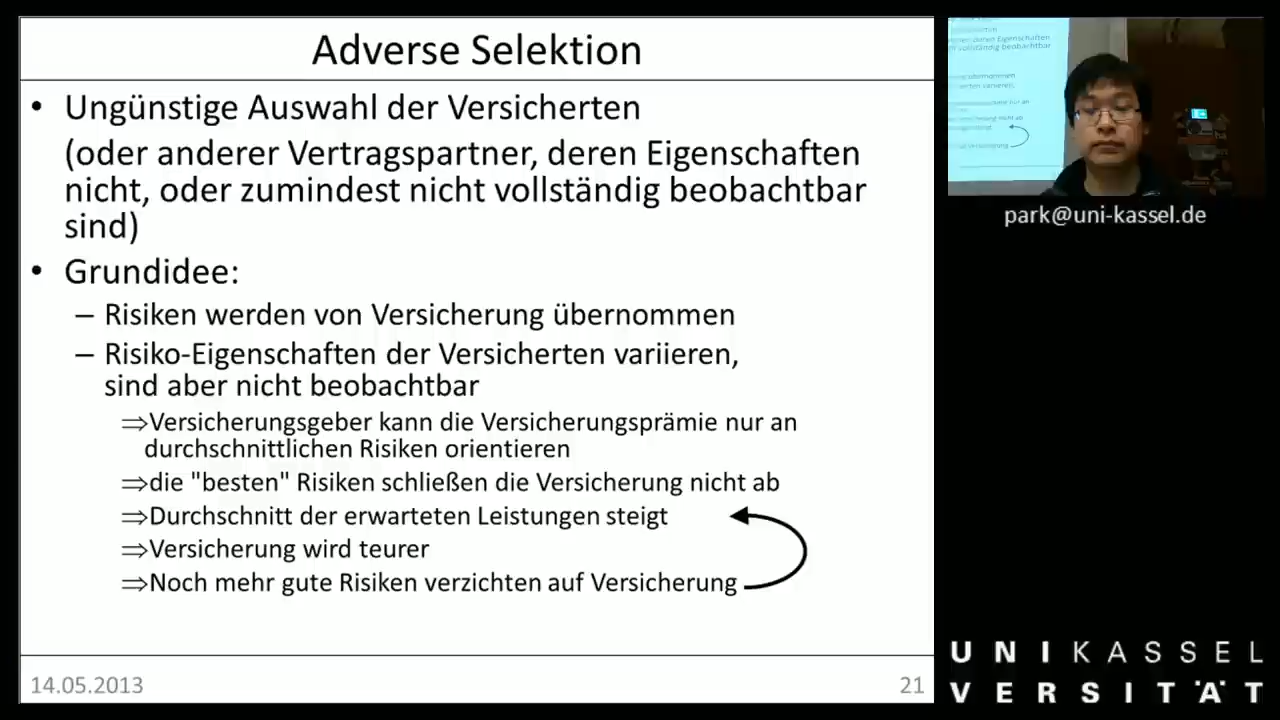 Adverse Selektion
• Ungünstige Auswahl der Versicherten
(oder anderer Vertragspartner, deren Eigenschaften
nicht, oder zumindest nicht vollständig beobachtbar
sind)
• Grundidee:
– Risiken werden von Versicherung übernommen
– Risiko-Eigenschaften der Versicherten variieren,
sind aber nicht beobachtbar
⇒Versicherungsgeber kann die Versicherungsprämie nur an
durchschnittlichen Risiken orientieren
⇒die "besten" Risiken schließen die Versicherung nicht ab
⇒Durchschnitt der erwarteten Leistungen steigt
⇒Versicherung wird teurer
⇒Noch mehr gute Risiken verzichten auf Versicherung
14.05.2013
21
park@uni-kassel.de
UNIKASSEL
VERSITÄT